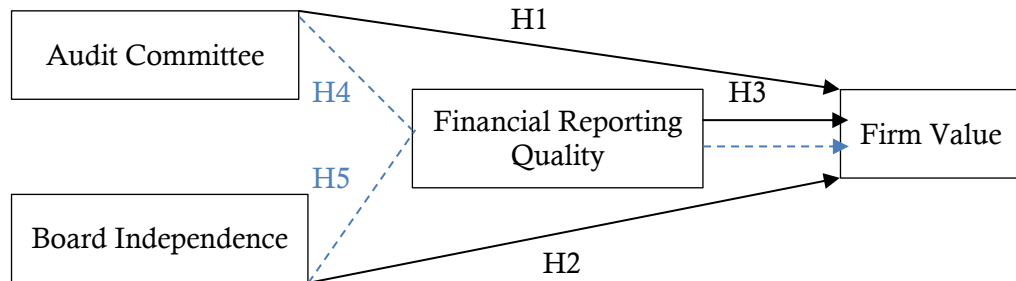 H1
Audit Committee
H4
H3
Financial Reporting
Quality
Firm Value
H5
Board Independence
H2